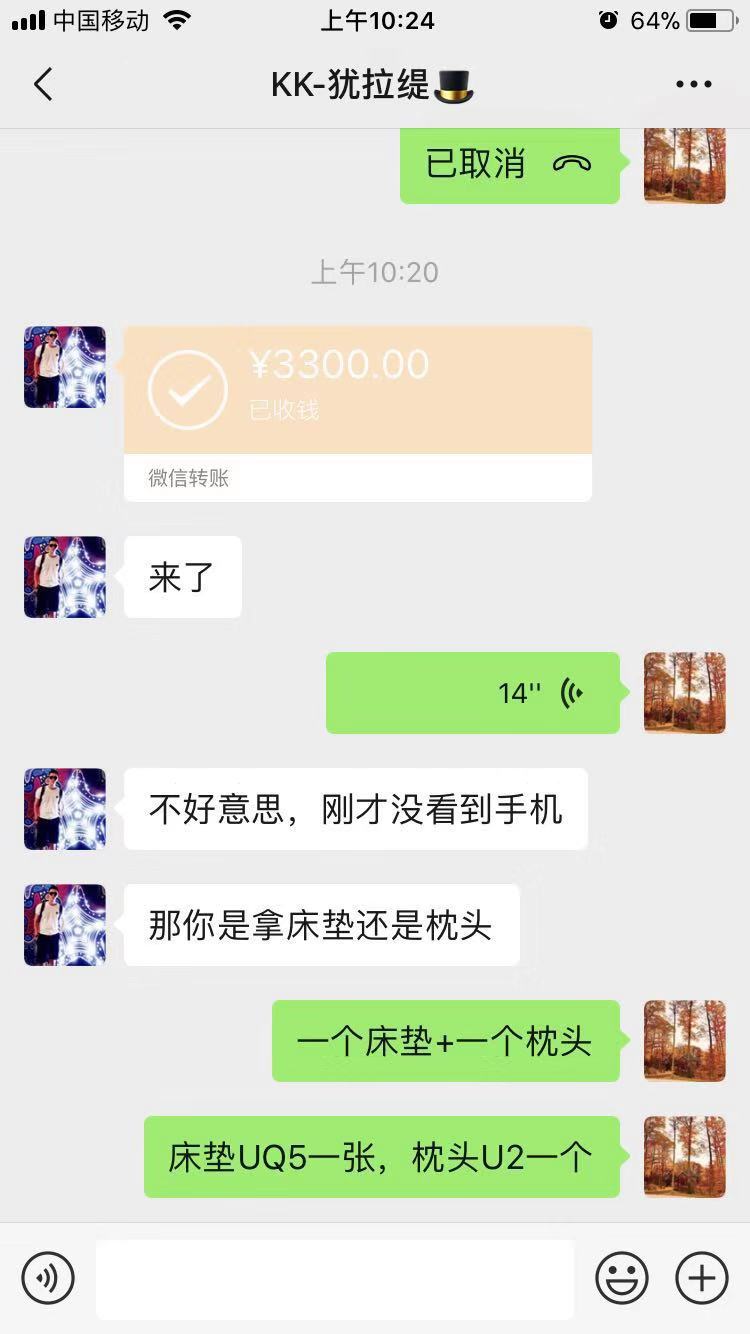 中国移动 上午10:24 64%
KK-犹拉缇🎩
已取消
上午10:20
¥3300.00
已收钱
微信转账
来了
14''
不好意思，刚才没看到手机
那你是拿床垫还是枕头
一个床垫+一个枕头
床垫UQ5一张，枕头U2一个